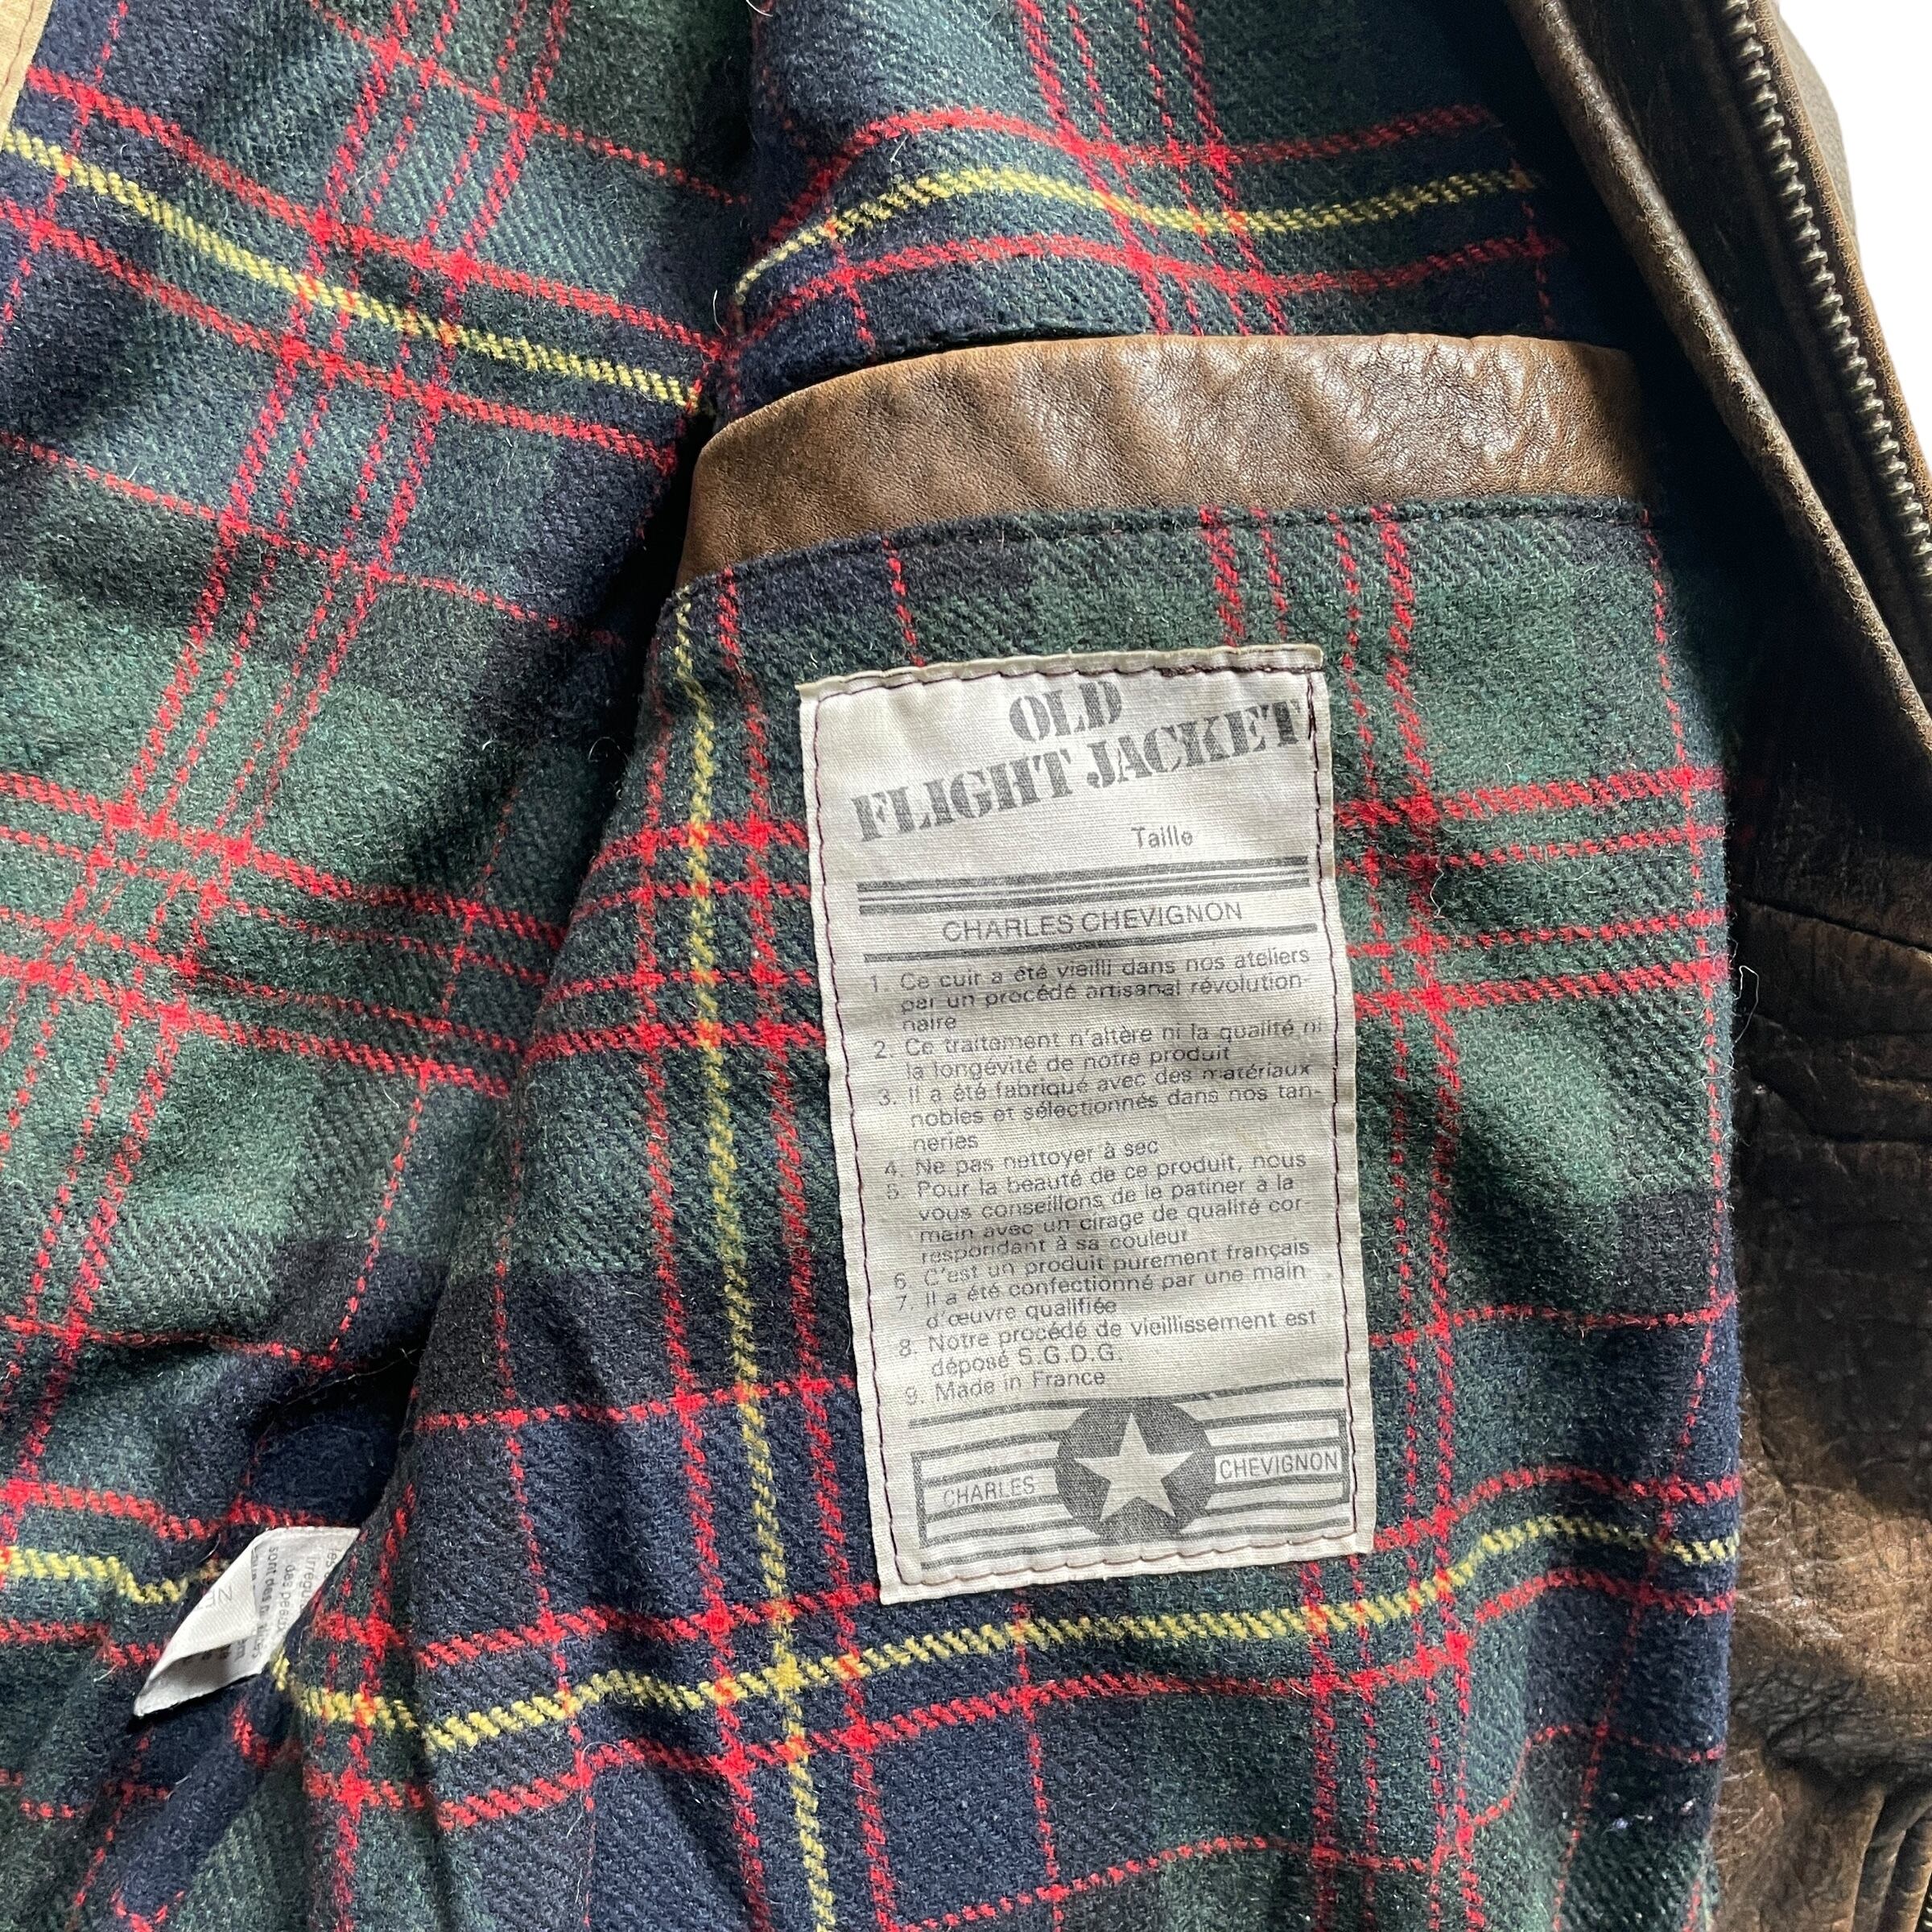 OLD
FLIGHT JACKET
Taille
CHARLES CHEVIGNON
1. Ce cuir a été vieilli dans nos ateliers
par un procédé artisanal révolution-
naire
2. Ce traitement n'altère ni la qualité ni
la longévité de notre produit
3. Il a été fabriqué avec des matériaux
nobles et sélectionnés dans nos tan-
neries
4. Ne pas nettoyer à sec
5. Pour la beauté de ce produit, nous
vous conseillons de le patiner à la
main avec un cirage de qualité cor-
respondant à sa couleur
6. C'est un produit purement français
7. Il a été confectionné par une main
d'œuvre qualifiée
8. Notre procédé de vieillissement est
déposé S.G.D.G.
9. Made in France
CHARLES CHEVIGNON